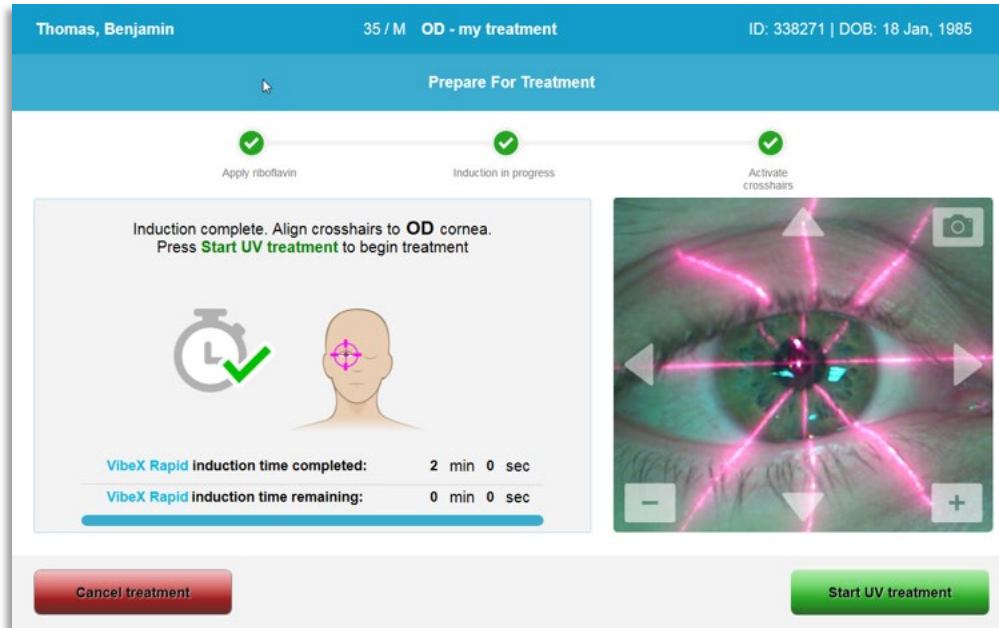 Thomas, Benjamin 35 / M OD - my treatment ID: 338271 | DOB: 18 Jan, 1985
Prepare For Treatment
Apply riboflavin
Induction in progress
Activate
crosshairs
Induction complete. Align crosshairs to OD cornea.
Press Start UV treatment to begin treatment
VibeX Rapid induction time completed: 2 min 0 sec
VibeX Rapid induction time remaining: 0 min 0 sec
Cancel treatment
Start UV treatment